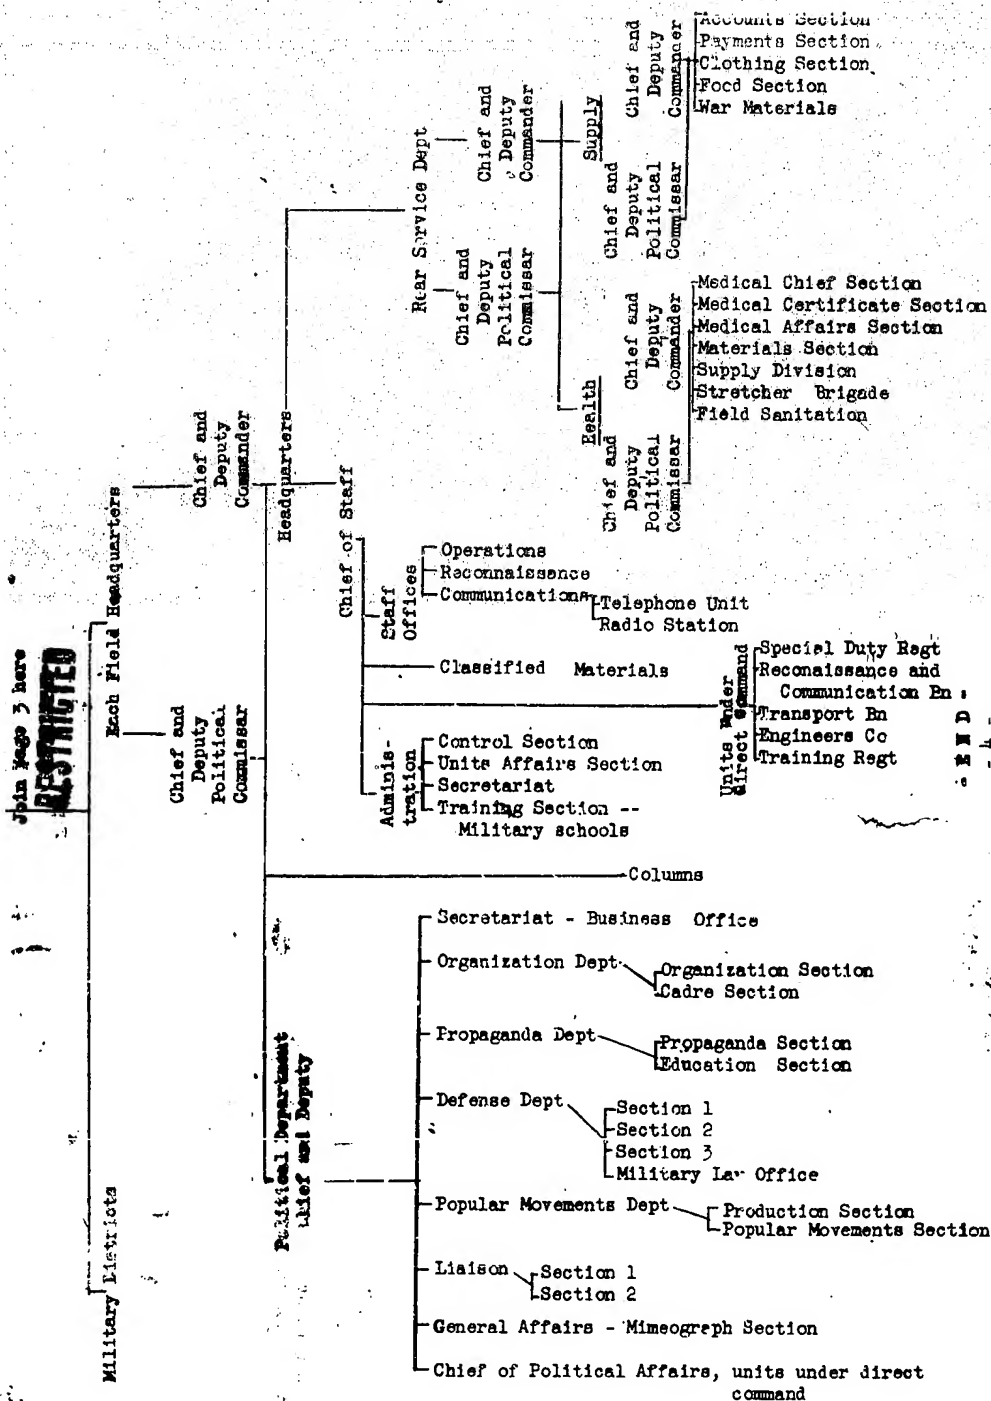 Join Page 3 here
RESTRICTED
Each Field Headquarters
Military Districts
Chief and
Deputy
Commander
Chief and
Deputy
Political
Commissar
Headquarters
Rear Service Dept
Chief and
Deputy
Commander
Chief and
Deputy
Political
Commissar
Supply
Chief and
Deputy
Commander
Chief and
Deputy
Political
Commissar
Accounts Section
Payments Section
Clothing Section
Food Section
War Materials
Health
Chief and
Deputy
Commander
Chief and
Deputy
Political
Commissar
Medical Chief Section
Medical Certificate Section
Medical Affairs Section
Materials Section
Supply Division
Stretcher Brigade
Field Sanitation
Chief of Staff
Staff
Offices
Operations
Reconnaissance
Communications
Telephone Unit
Radio Station
Classified Materials
Units under
direct command
Special Duty Regt
Reconaissance and
Communication Bn
Transport Bn
Engineers Co
Training Regt
Adminis-
tration
Control Section
Units Affairs Section
Secretariat
Training Section --
Military schools
Columns
Political Department
Chief and Deputy
Secretariat - Business Office
Organization Dept
Organization Section
Cadre Section
Propaganda Dept
Propaganda Section
Education Section
Defense Dept
Section 1
Section 2
Section 3
Military Law Office
Popular Movements Dept
Production Section
Popular Movements Section
Liaison
Section 1
Section 2
General Affairs - Mimeograph Section
Chief of Political Affairs, units under direct
command
END
- 4 -